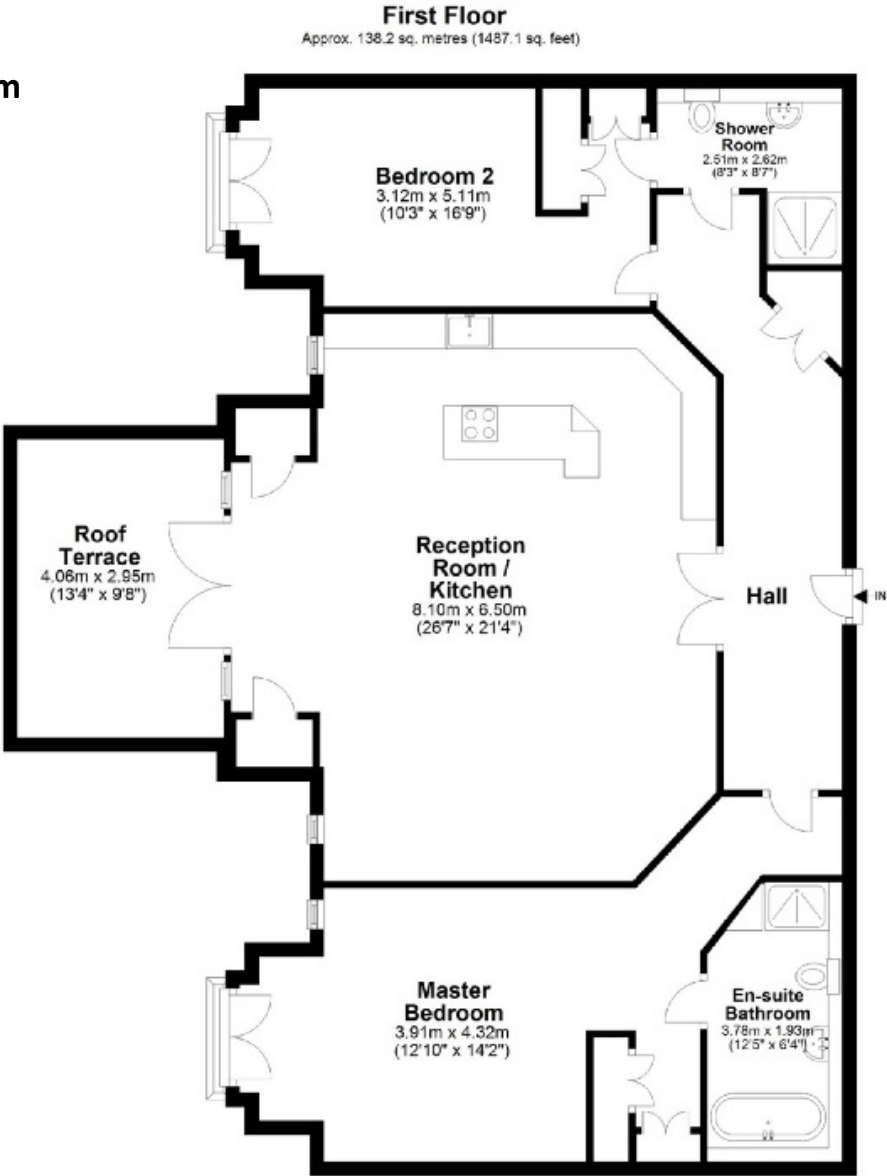 First Floor
Approx. 138.2 sq. metres (1487.1 sq. feet)
m
Shower
Room
2.51m x 2.62m
(8'3" x 8'7")
Bedroom 2
3.12m x 5.11m
(10'3" x 16'9")
Roof
Terrace
4.06m x 2.95m
(13'4" x 9'8")
Reception
Room /
Kitchen
8.10m x 6.50m
(26'7" x 21'4")
Hall
IN
Master
Bedroom
3.91m x 4.32m
(12'10" x 14'2")
En-suite
Bathroom
3.78m x 1.93m
(12'5" x 6'4")